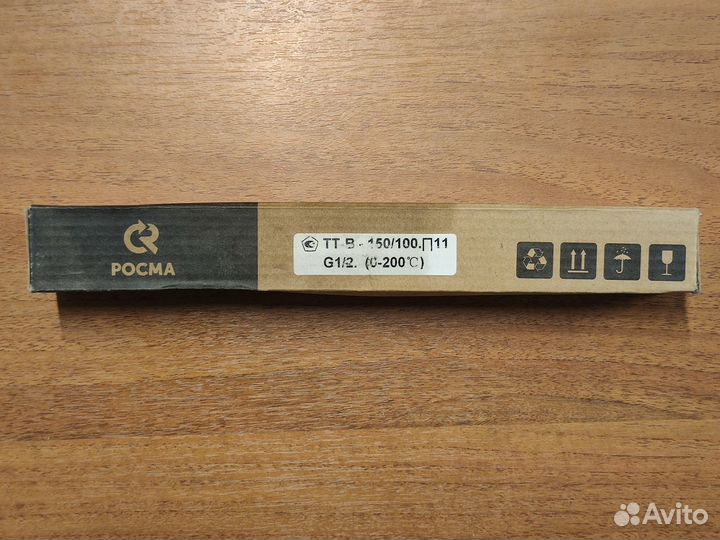 РОСМА
ТТ-В - 150/100.П11
G1/2. (0-200℃)
Avito